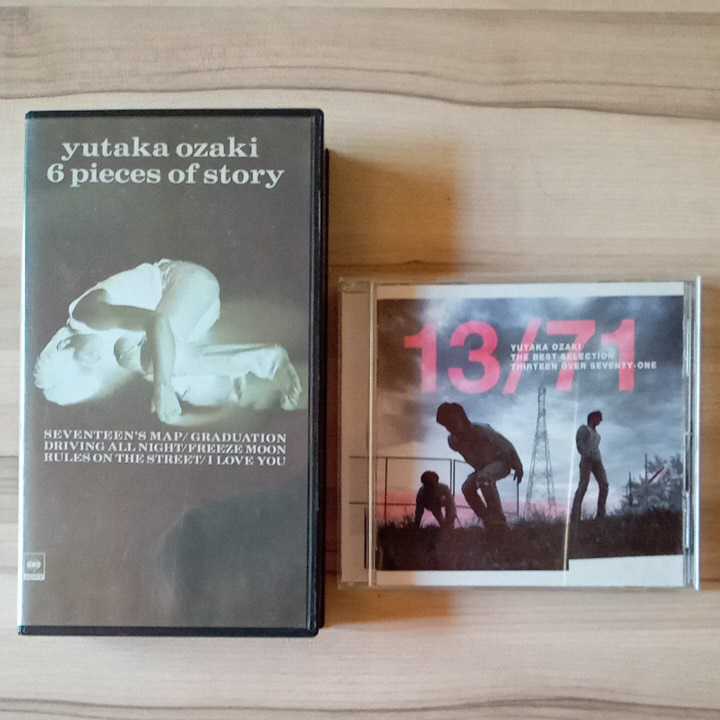 yutaka ozaki
6 pieces of story
SEVENTEEN'S MAP/GRADUATION
DRIVING ALL NIGHT/FREEZE MOON
RULES ON THE STREET/I LOVE YOU
13/71
YUTAKA OZAKI
THE BEST SELECTION
THIRTEEN OVER SEVENTY-ONE